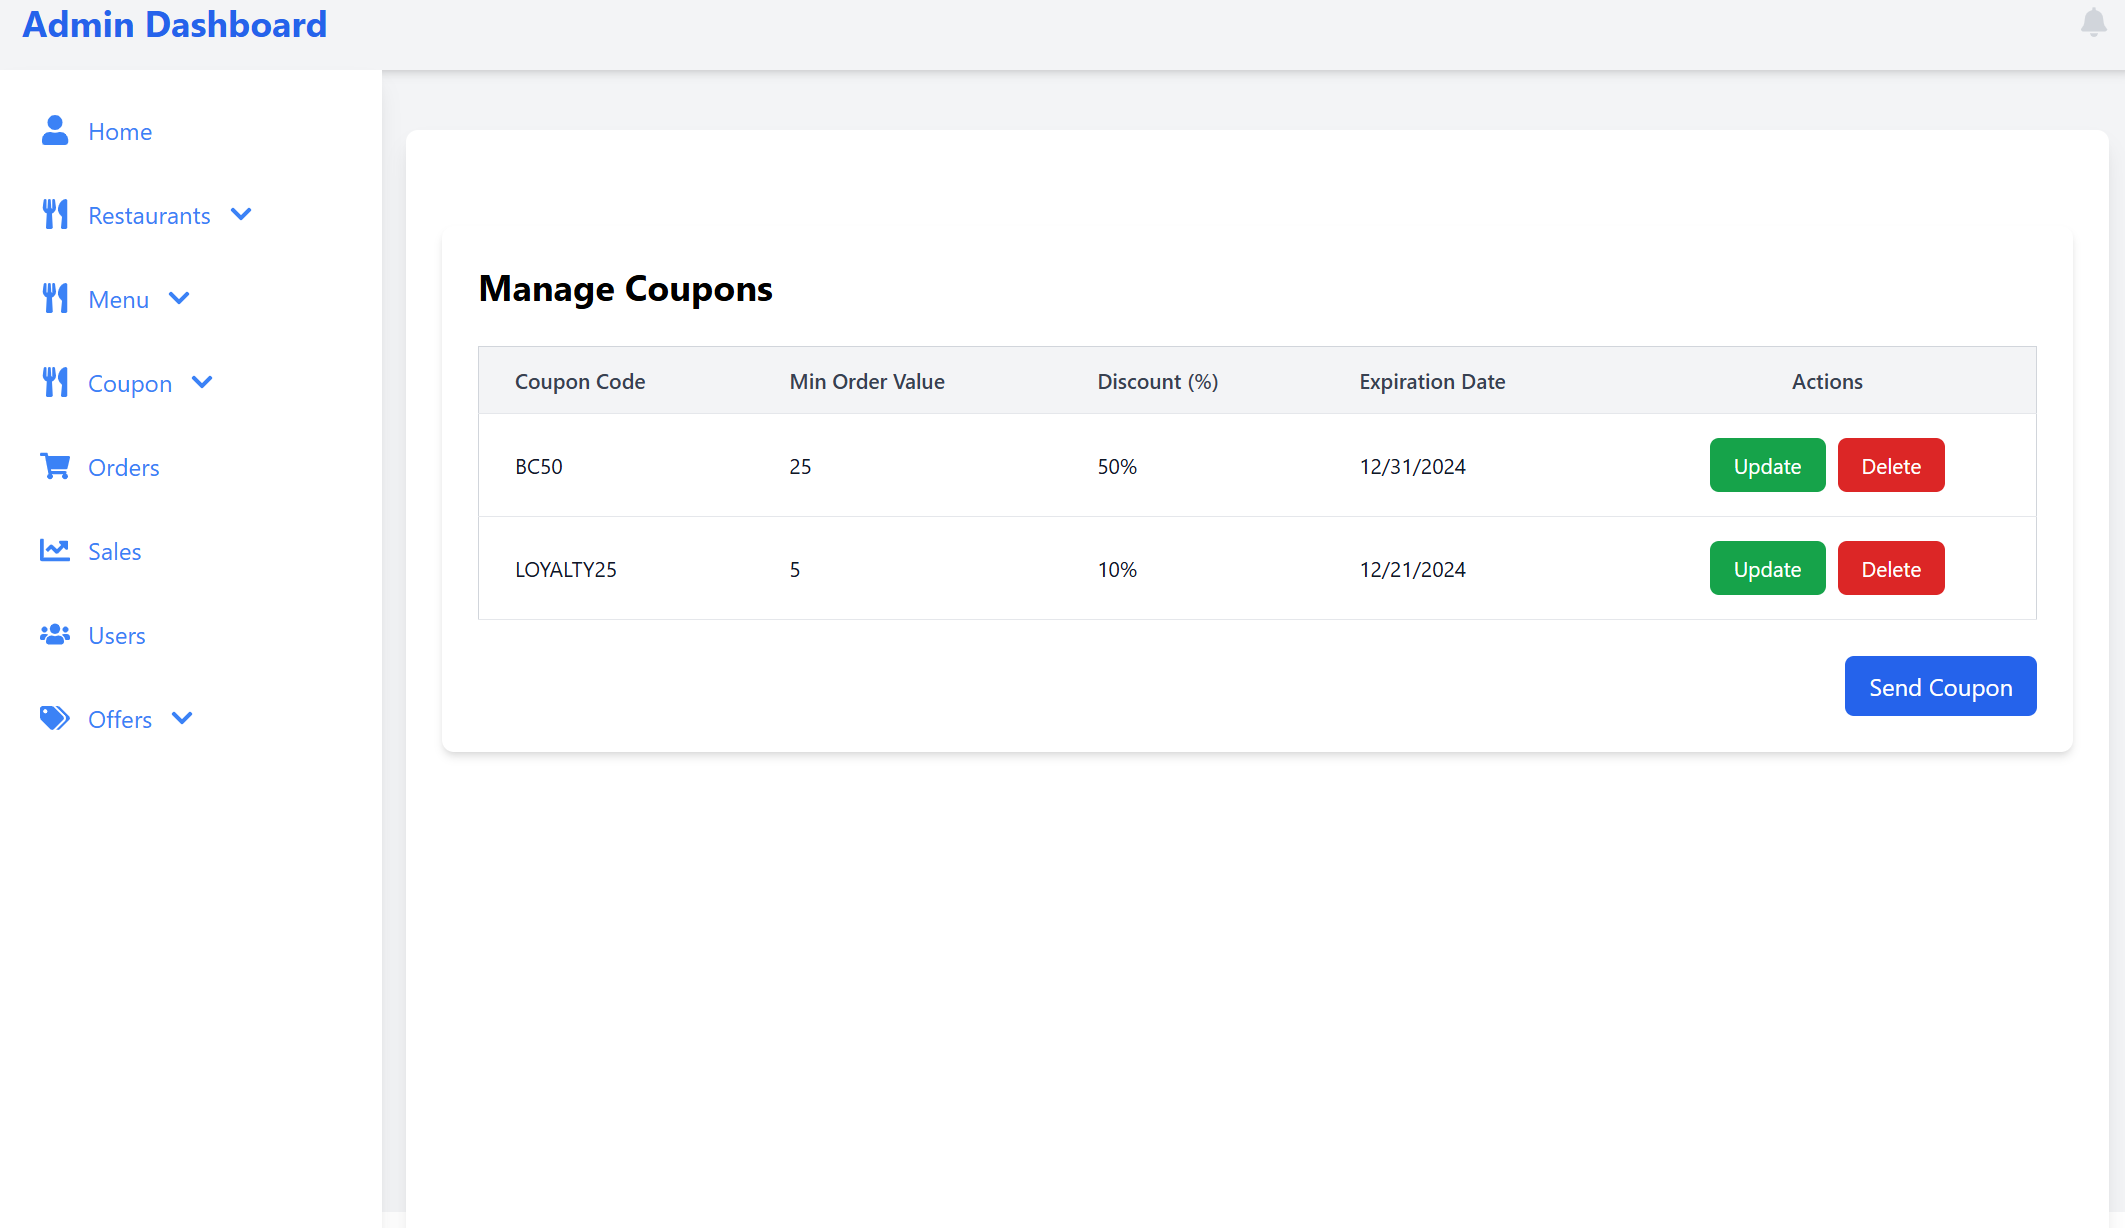 Admin Dashboard
Home
Restaurants
Menu
Coupon
Orders
Sales
Users
Offers
Manage Coupons
Coupon Code Min Order Value Discount (%) Expiration Date Actions
BC50 25 50% 12/31/2024 Update Delete
LOYALTY25 5 10% 12/21/2024 Update Delete
Send Coupon